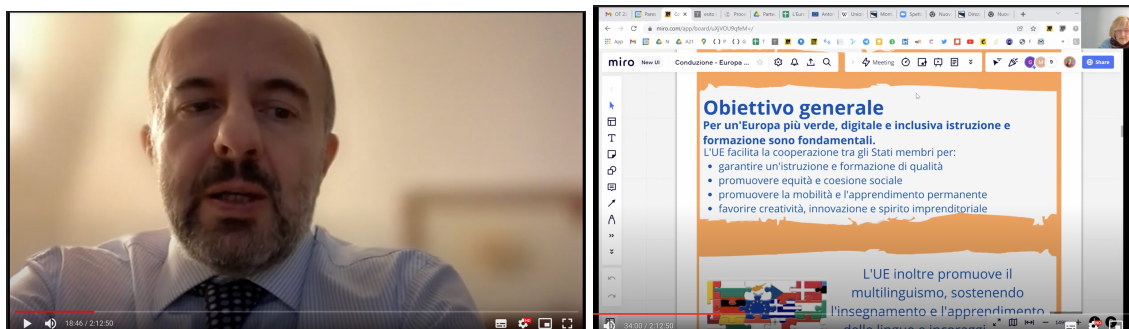 18:46 / 2:12:50
miro.com/app/board/uXjVOU9qfeM=/
miro
New UI
Conduzione - Europa ...
Meeting
Share
Obiettivo generale
Per un'Europa più verde, digitale e inclusiva istruzione e
formazione sono fondamentali.
L'UE facilita la cooperazione tra gli Stati membri per:
• garantire un'istruzione e formazione di qualità
• promuovere equità e coesione sociale
• promuovere la mobilità e l'apprendimento permanente
• favorire creatività, innovazione e spirito imprenditoriale
L'UE inoltre promuove il
multilinguismo, sostenendo
l'insegnamento e l'apprendimento
34:00 / 2:12:50